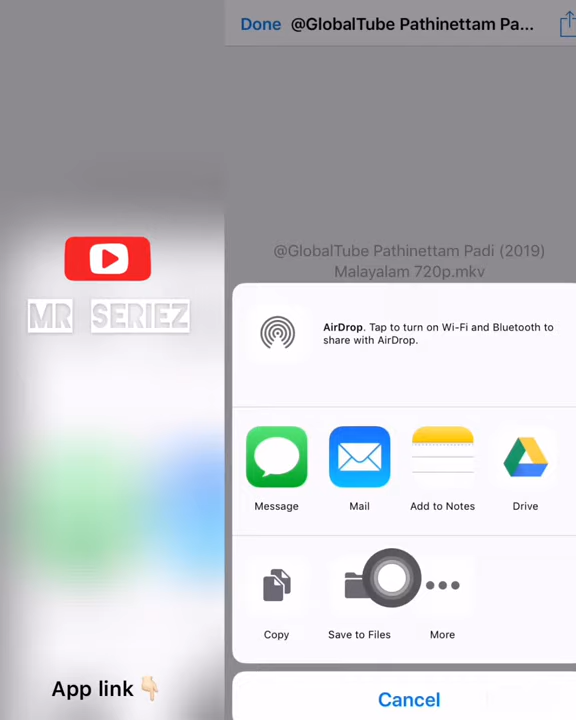 Done @GlobalTube Pathinettam Pa...
@GlobalTube Pathinettam Padi (2019)
Malayalam 720p.mkv
MR SERIEZ
AirDrop. Tap to turn on Wi-Fi and Bluetooth to
share with AirDrop.
Message Mail Add to Notes Drive
Copy Save to Files More
App link 👇🏻
Cancel